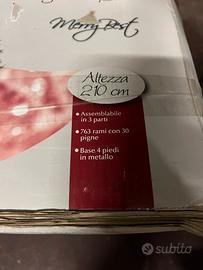 Merry Best
Altezza
210 cm
• Assemblabile
in 3 parti
• 763 rami con 30
pigne
• Base 4 piedi
in metallo
subito